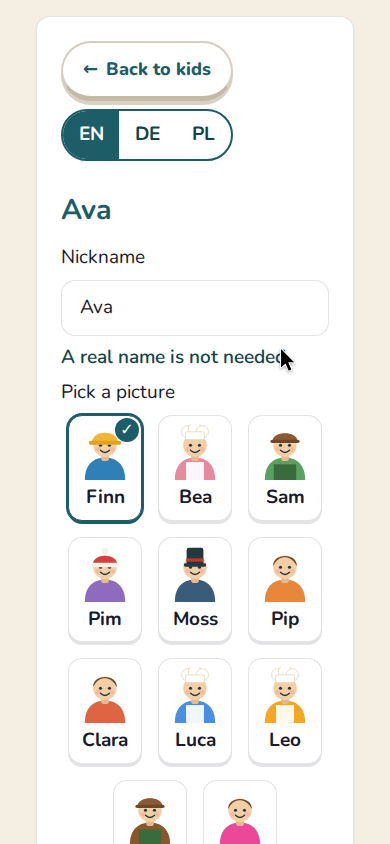 ← Back to kids
EN DE PL
Ava
Nickname
Ava
A real name is not needed
Pick a picture
✓
Finn Bea Sam
Pim Moss Pip
Clara Luca Leo